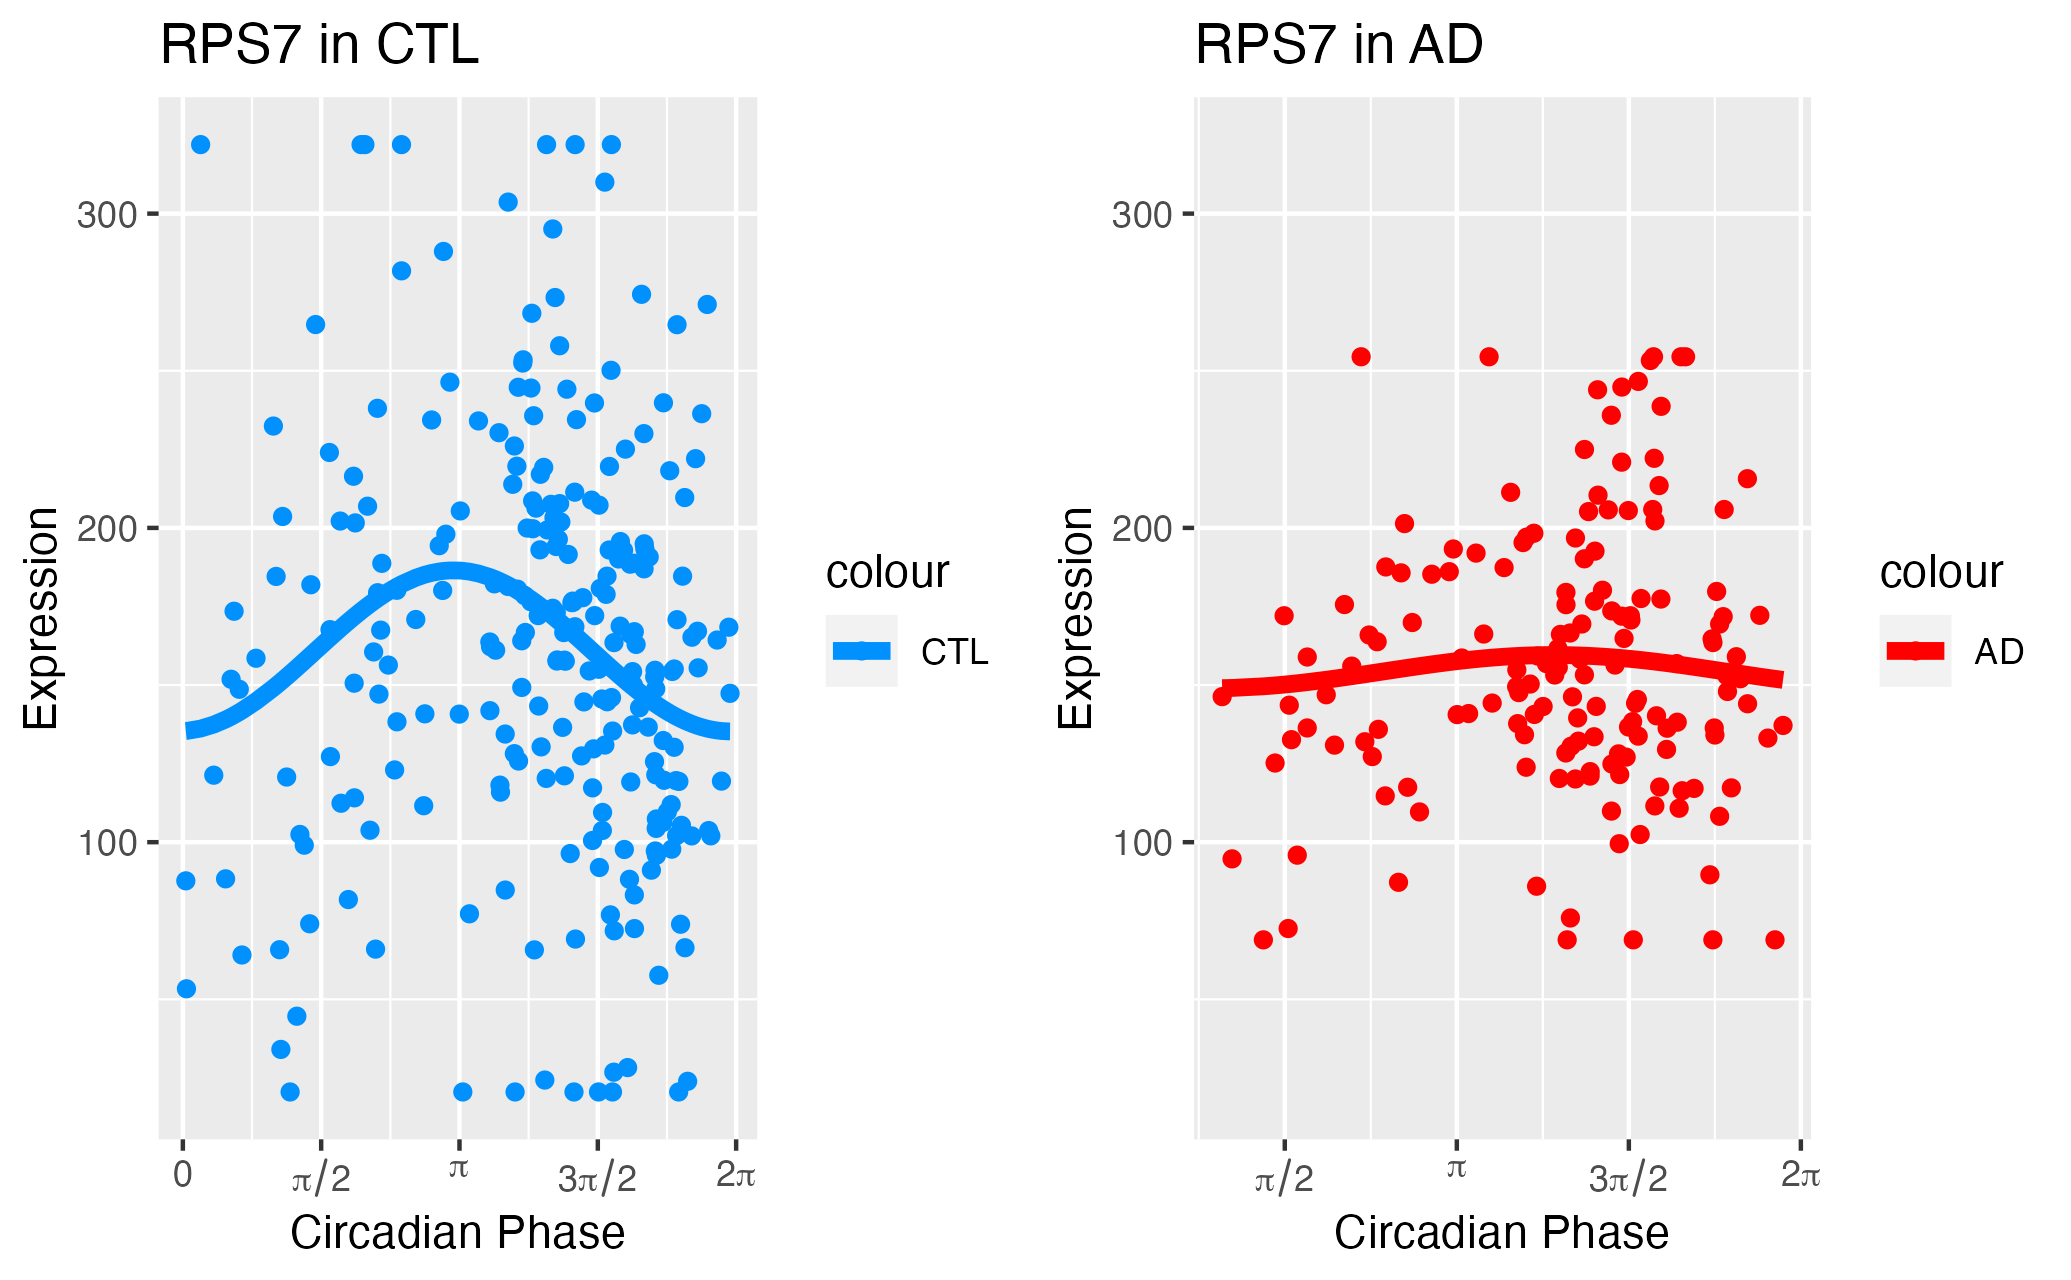 RPS7 in CTL
Expression
300
200
100
0 π/2 π 3π/2 2π
Circadian Phase
colour
CTL
RPS7 in AD
Expression
300
200
100
π/2 π 3π/2 2π
Circadian Phase
colour
AD